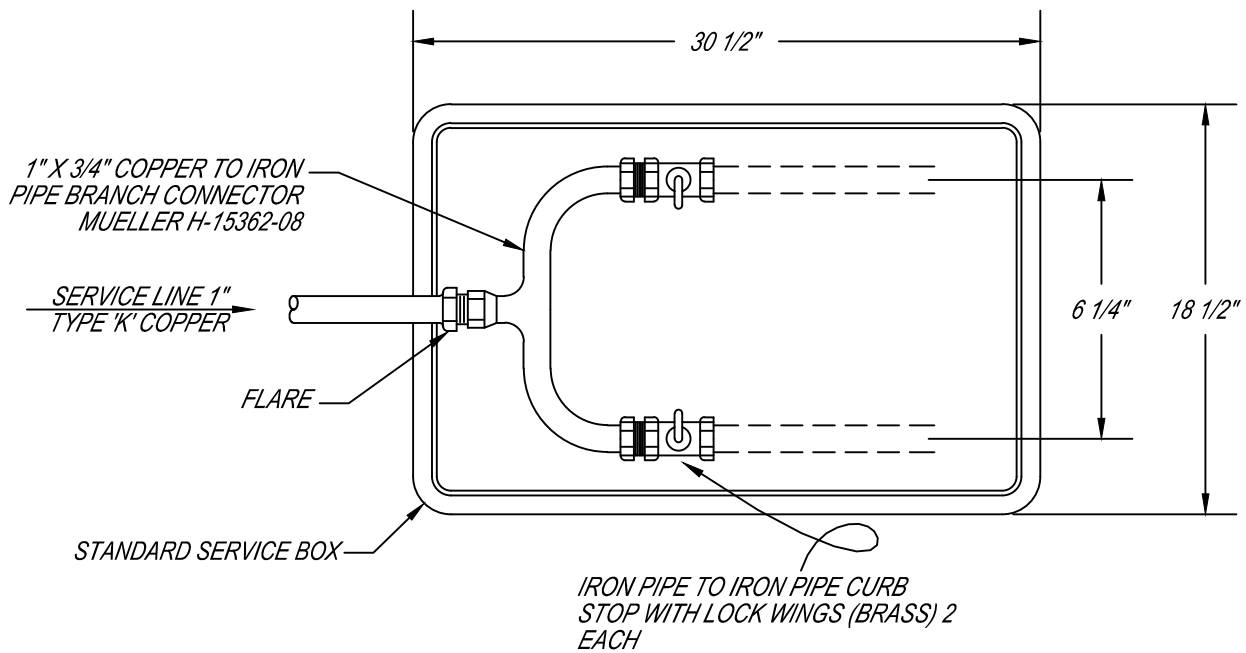 30 1/2"
1" X 3/4" COPPER TO IRON
PIPE BRANCH CONNECTOR
MUELLER H-15362-08
SERVICE LINE 1"
TYPE 'K' COPPER
6 1/4"
18 1/2"
FLARE
STANDARD SERVICE BOX
IRON PIPE TO IRON PIPE CURB
STOP WITH LOCK WINGS (BRASS) 2
EACH